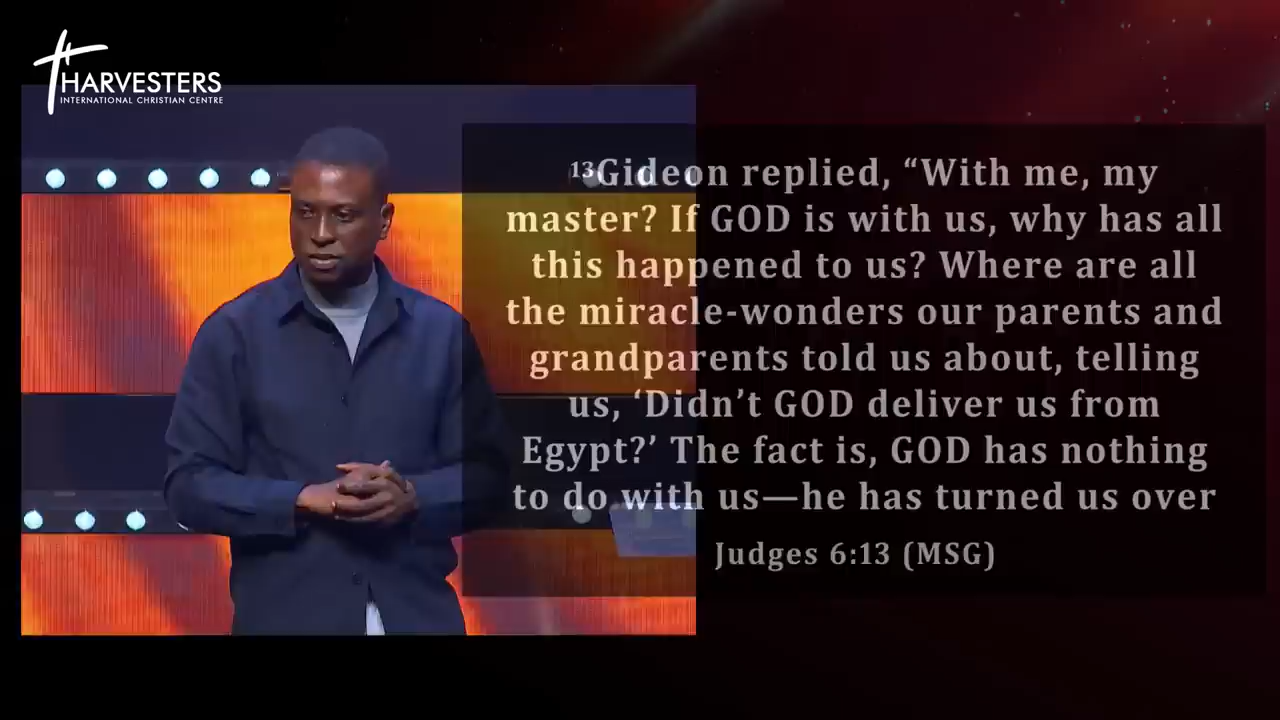 HARVESTERS
INTERNATIONAL CHRISTIAN CENTRE
13Gideon replied, “With me, my
master? If GOD is with us, why has all
this happened to us? Where are all
the miracle-wonders our parents and
grandparents told us about, telling
us, ‘Didn’t GOD deliver us from
Egypt?’ The fact is, GOD has nothing
to do with us—he has turned us over
Judges 6:13 (MSG)